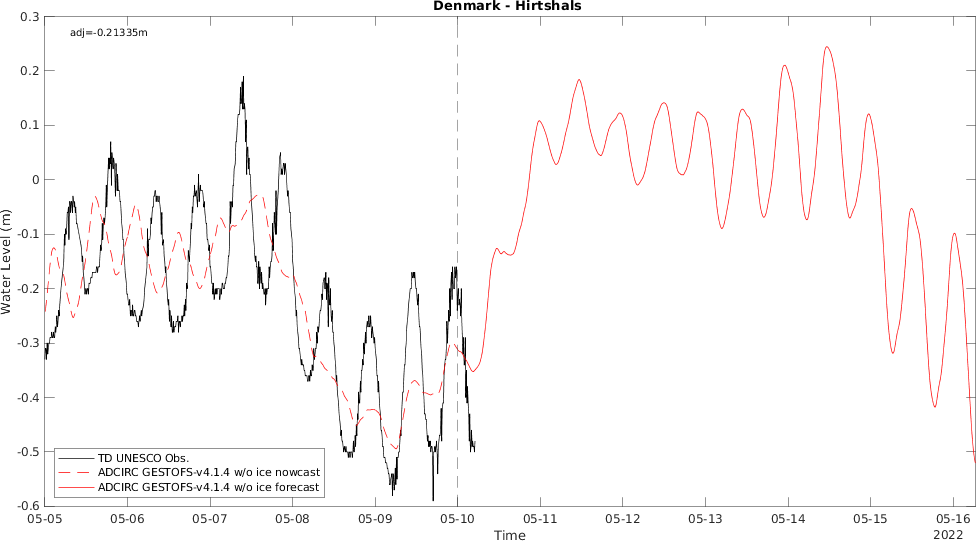 Denmark - Hirtshals
adj=-0.21335m
0.3
0.2
0.1
0
-0.1
-0.2
-0.3
-0.4
-0.5
-0.6
Water Level (m)
TD UNESCO Obs.
ADCIRC GESTOFS-v4.1.4 w/o ice nowcast
ADCIRC GESTOFS-v4.1.4 w/o ice forecast
05-05 05-06 05-07 05-08 05-09 05-10 05-11 05-12 05-13 05-14 05-15 05-16
Time
2022